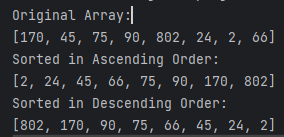 Original Array:
[170, 45, 75, 90, 802, 24, 2, 66]
Sorted in Ascending Order:
[2, 24, 45, 66, 75, 90, 170, 802]
Sorted in Descending Order:
[802, 170, 90, 75, 66, 45, 24, 2]